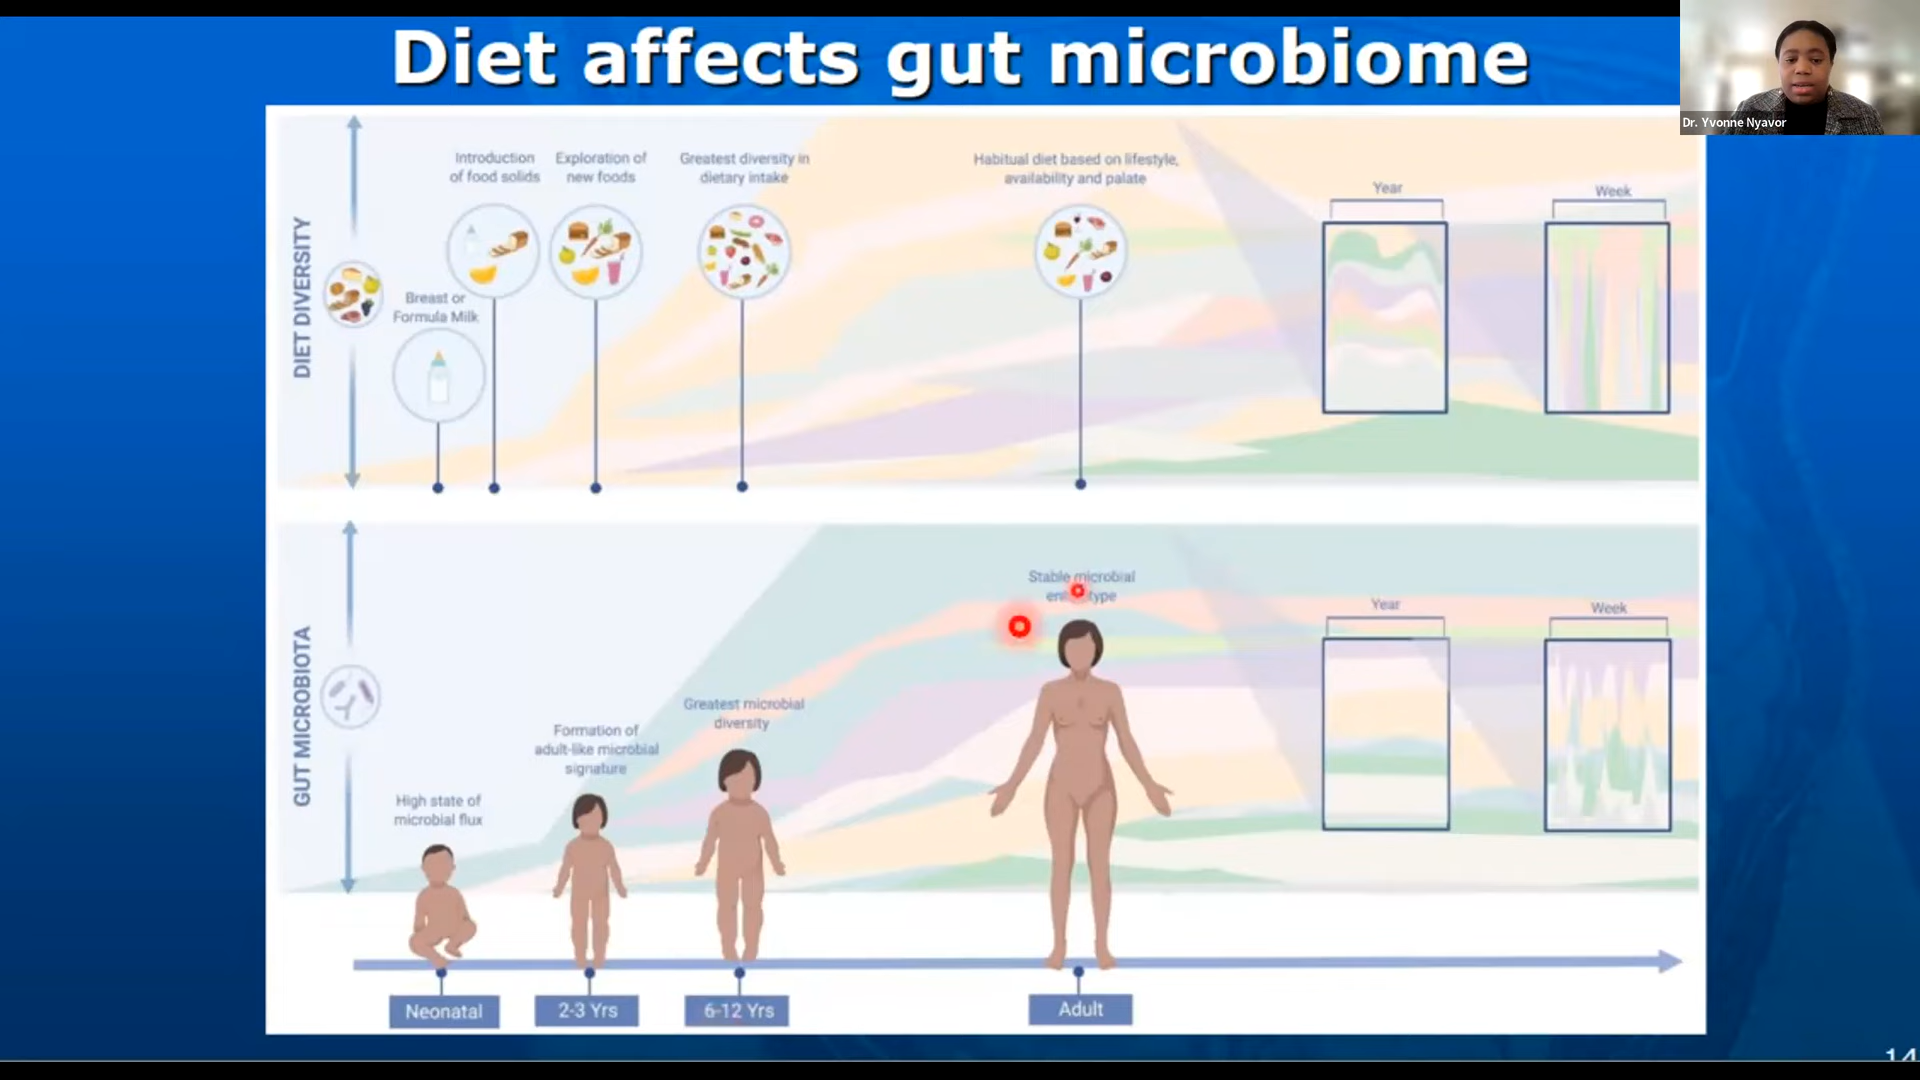 Diet affects gut microbiome
Dr. Yvonne Nyavor
DIET DIVERSITY
Breast or
Formula Milk
Introduction
of food solids
Exploration of
new foods
Greatest diversity in
dietary intake
Habitual diet based on lifestyle,
availability and palate
Year
Week
GUT MICROBIOTA
High state of
microbial flux
Formation of
adult-like microbial
signature
Greatest microbial
diversity
Stable microbial
Year
Week
Neonatal
2-3 Yrs
6-12 Yrs
Adult
14